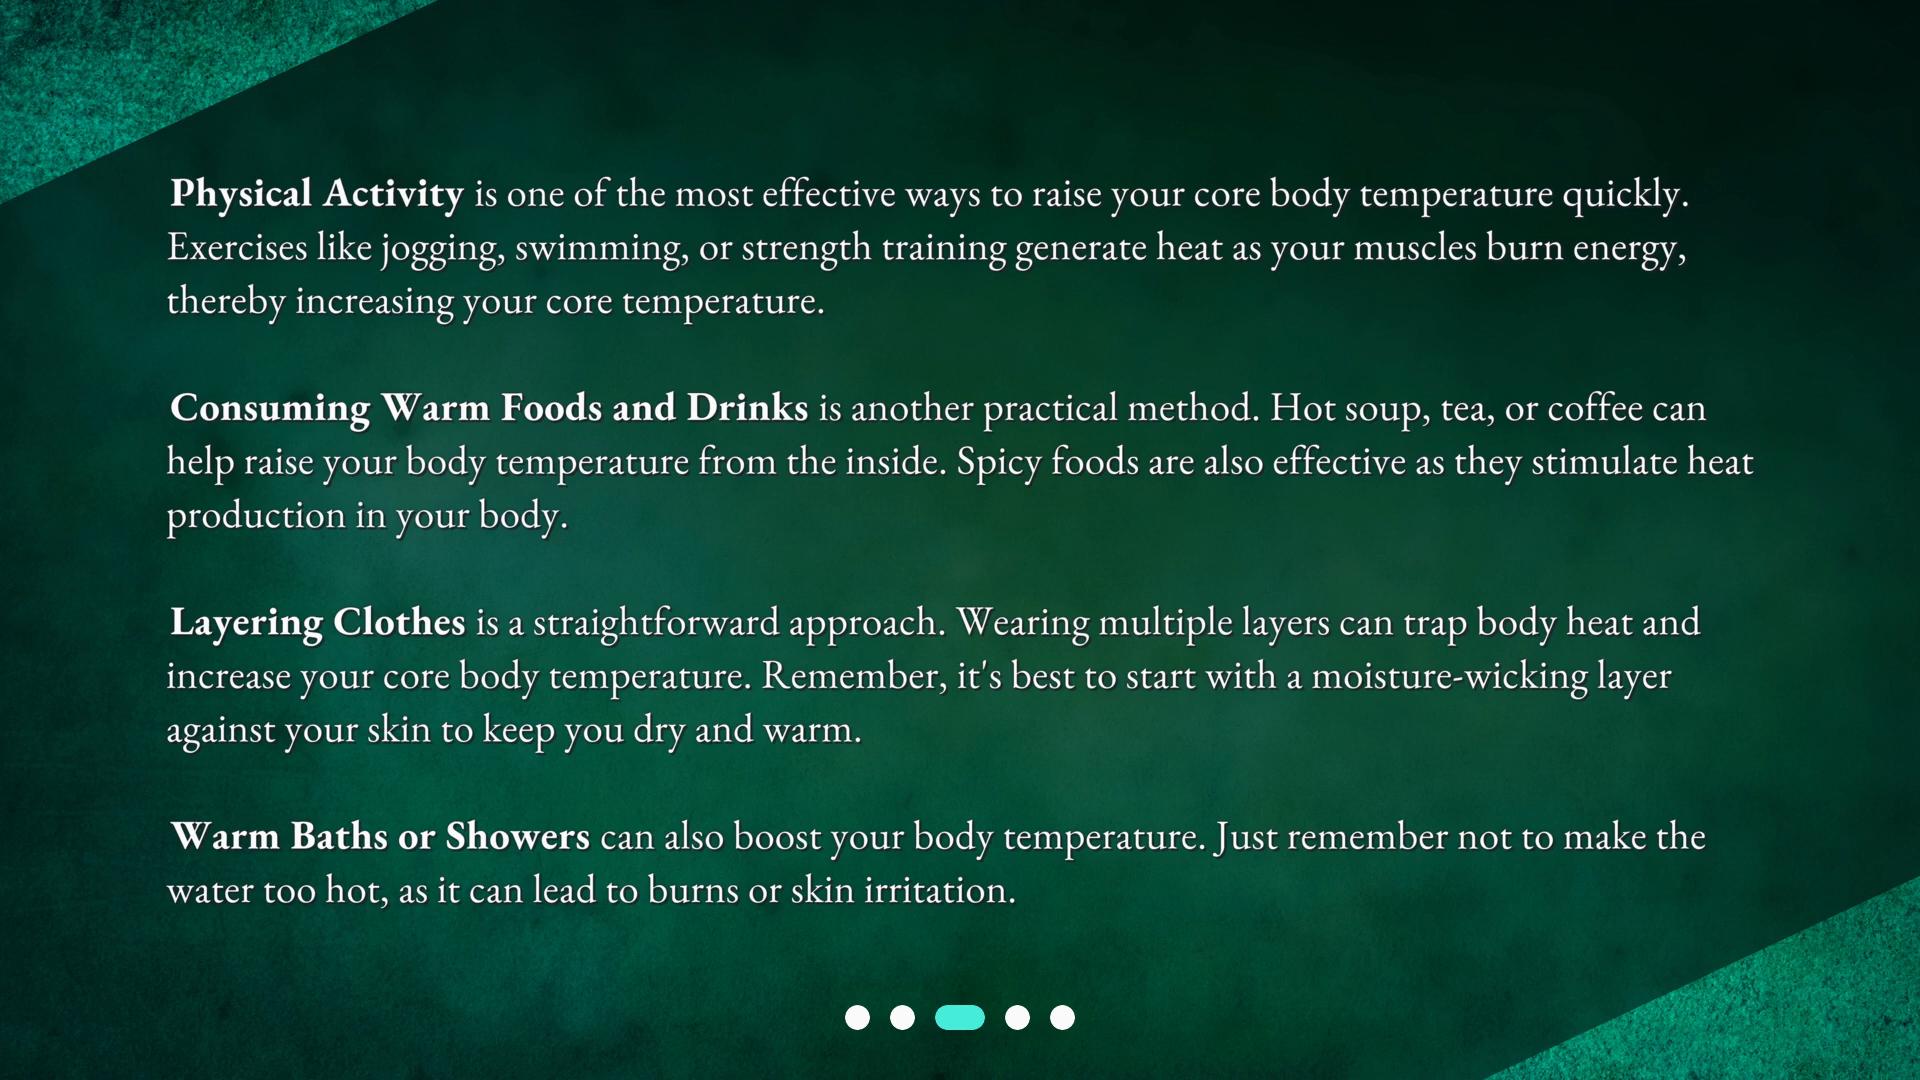 Physical Activity is one of the most effective ways to raise your core body temperature quickly.
Exercises like jogging, swimming, or strength training generate heat as your muscles burn energy,
thereby increasing your core temperature.
Consuming Warm Foods and Drinks is another practical method. Hot soup, tea, or coffee can
help raise your body temperature from the inside. Spicy foods are also effective as they stimulate heat
production in your body.
Layering Clothes is a straightforward approach. Wearing multiple layers can trap body heat and
increase your core body temperature. Remember, it's best to start with a moisture-wicking layer
against your skin to keep you dry and warm.
Warm Baths or Showers can also boost your body temperature. Just remember not to make the
water too hot, as it can lead to burns or skin irritation.